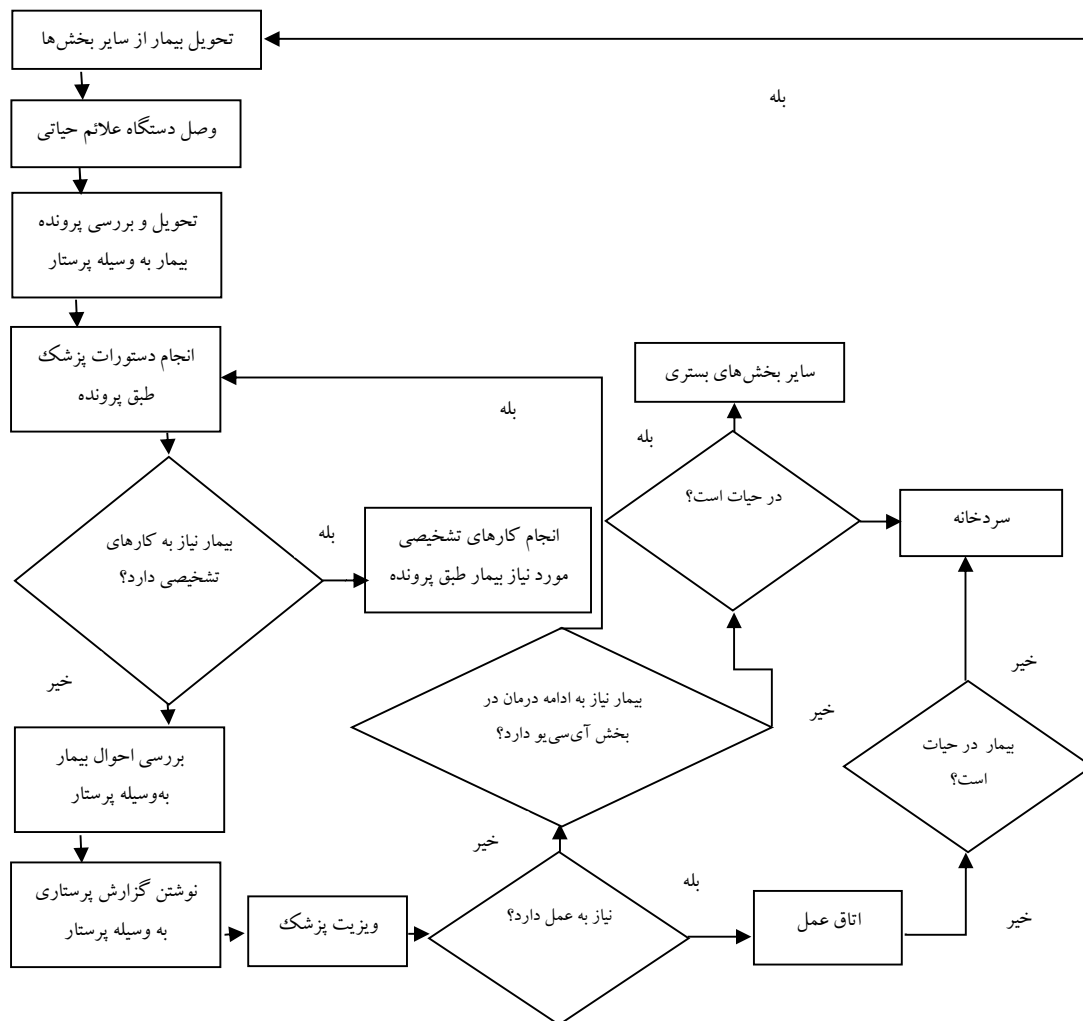 تحویل بیمار از سایر بخش‌ها
بله
وصل دستگاه علائم حیاتی
تحویل و بررسی پرونده
بیمار به وسیله پرستار
انجام دستورات پزشک
طبق پرونده
بله
سایر بخش‌های بستری
بله
در حیات است؟
سردخانه
بیمار نیاز به کارهای
تشخیصی دارد؟
بله
انجام کارهای تشخیصی
مورد نیاز بیمار طبق پرونده
خیر
بیمار نیاز به ادامه درمان در
بخش آی‌سی‌یو دارد؟
خیر
خیر
بیمار در حیات
است؟
بررسی احوال بیمار
به‌وسیله پرستار
خیر
نوشتن گزارش پرستاری
به وسیله پرستار
ویزیت پزشک
نیاز به عمل دارد؟
بله
اتاق عمل
خیر